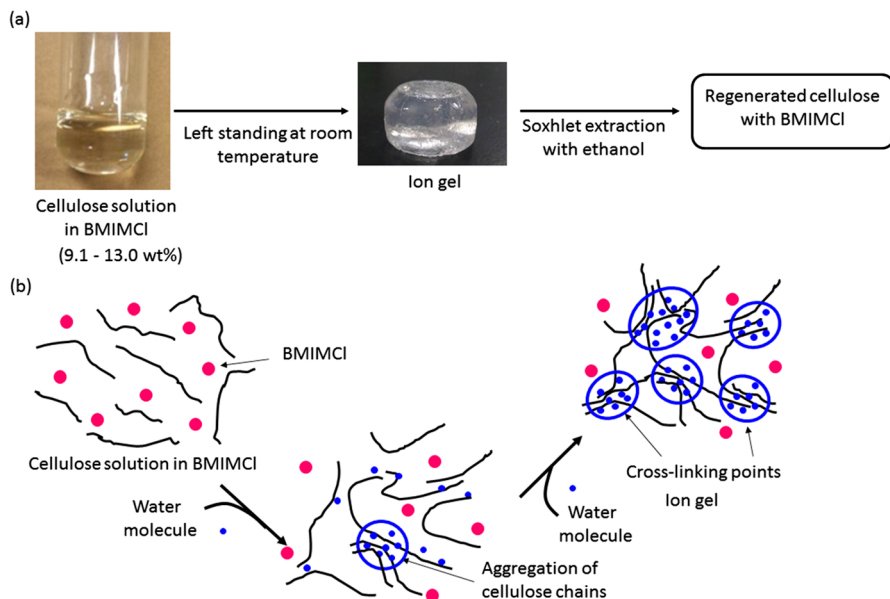 (a)
Left standing at room
temperature
Soxhlet extraction
with ethanol
Regenerated cellulose
with BMIMCl
Ion gel
Cellulose solution
in BMIMCl
(9.1 - 13.0 wt%)
(b)
BMIMCl
Cellulose solution in BMIMCl
Water
molecule
Aggregation of
cellulose chains
Water
molecule
Cross-linking points
Ion gel